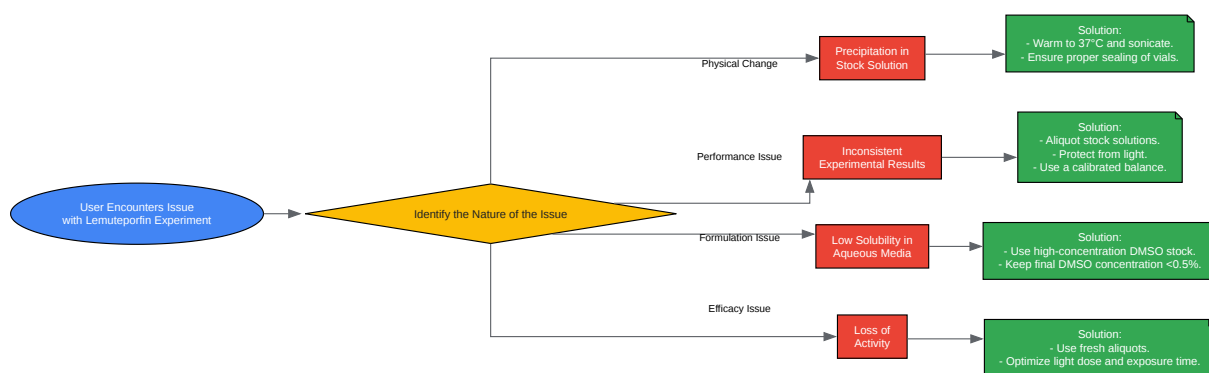 User Encounters Issue
with Lemuteporfin Experiment
Identify the Nature of the Issue
Physical Change
Precipitation in
Stock Solution
Solution:
- Warm to 37°C and sonicate.
- Ensure proper sealing of vials.
Performance Issue
Inconsistent
Experimental Results
Solution:
- Aliquot stock solutions.
- Protect from light.
- Use a calibrated balance.
Formulation Issue
Low Solubility in
Aqueous Media
Solution:
- Use high-concentration DMSO stock.
- Keep final DMSO concentration <0.5%.
Efficacy Issue
Loss of
Activity
Solution:
- Use fresh aliquots.
- Optimize light dose and exposure time.